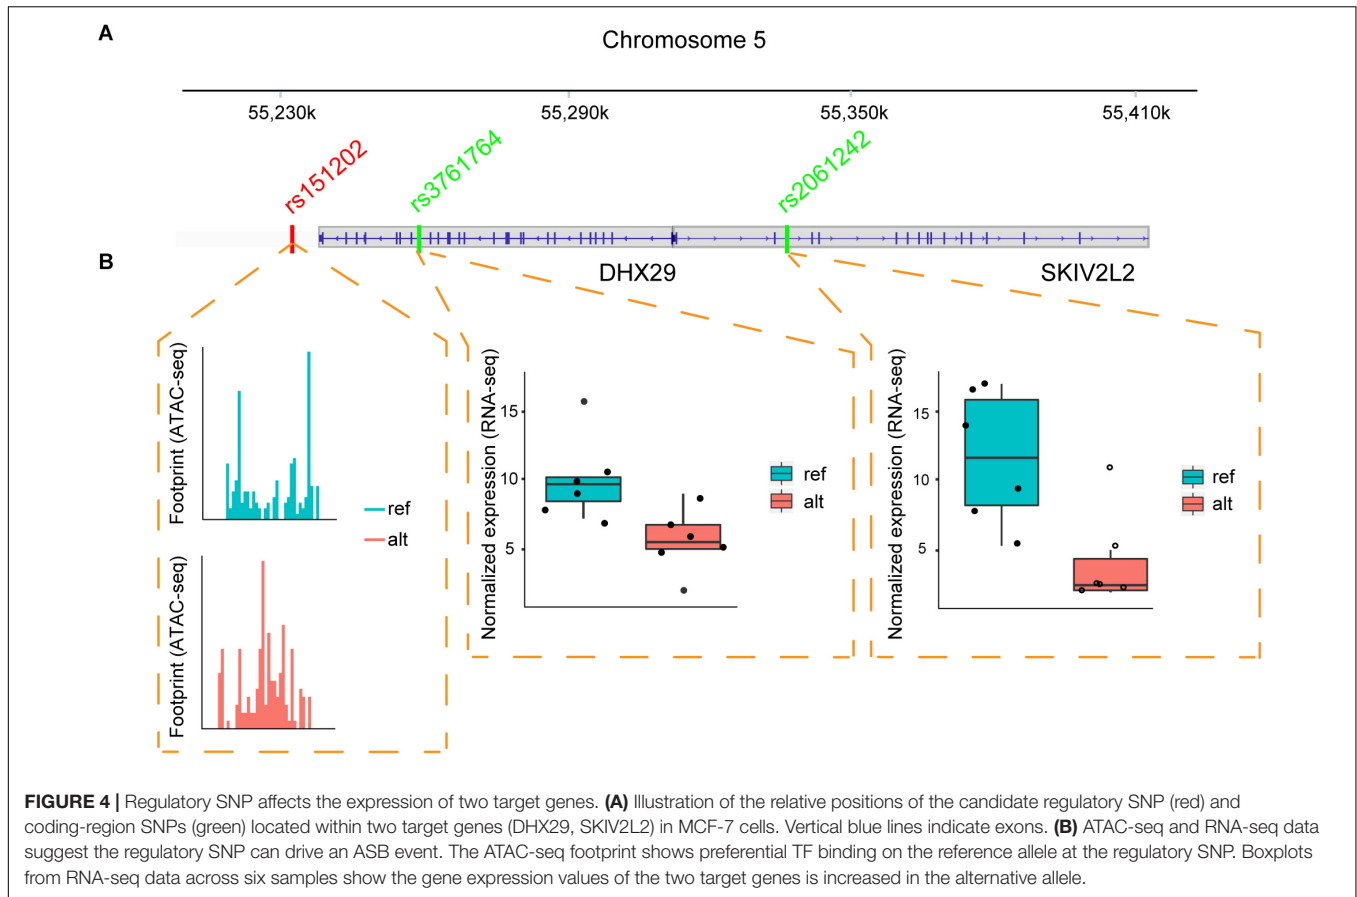 A
Chromosome 5
55,230k 55,290k 55,350k 55,410k
rs151202
rs3761764
rs2061242
B
DHX29
SKIV2L2
Footprint (ATAC-seq)
ref
alt
Footprint (ATAC-seq)
Normalized expression (RNA-seq)
15
10
5
ref
alt
Normalized expression (RNA-seq)
15
10
5
ref
alt
FIGURE 4 | Regulatory SNP affects the expression of two target genes. (A) Illustration of the relative positions of the candidate regulatory SNP (red) and
coding-region SNPs (green) located within two target genes (DHX29, SKIV2L2) in MCF-7 cells. Vertical blue lines indicate exons. (B) ATAC-seq and RNA-seq data
suggest the regulatory SNP can drive an ASB event. The ATAC-seq footprint shows preferential TF binding on the reference allele at the regulatory SNP. Boxplots
from RNA-seq data across six samples show the gene expression values of the two target genes is increased in the alternative allele.